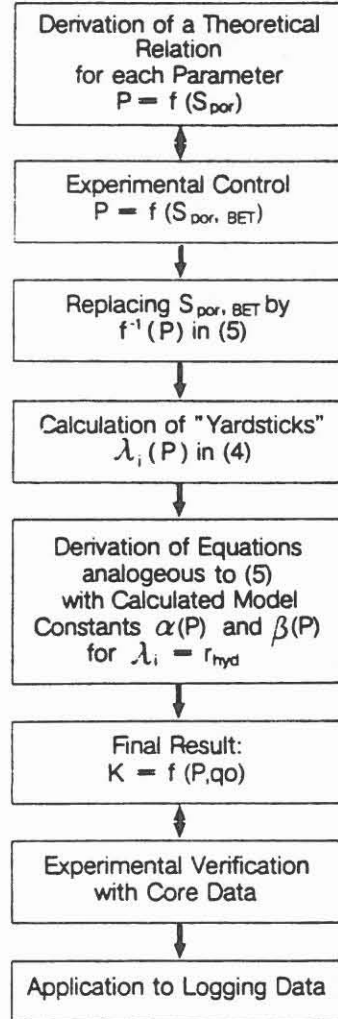 Derivation of a Theoretical
Relation
for each Parameter
P = f (Spor)
Experimental Control
P = f (Spor, BET)
Replacing Spor, BET by
f⁻¹ (P) in (5)
Calculation of "Yardsticks"
λi (P) in (4)
Derivation of Equations
analogeous to (5)
with Calculated Model
Constants α(P) and β(P)
for λi = rhyd
Final Result:
K = f (P,qo)
Experimental Verification
with Core Data
Application to Logging Data